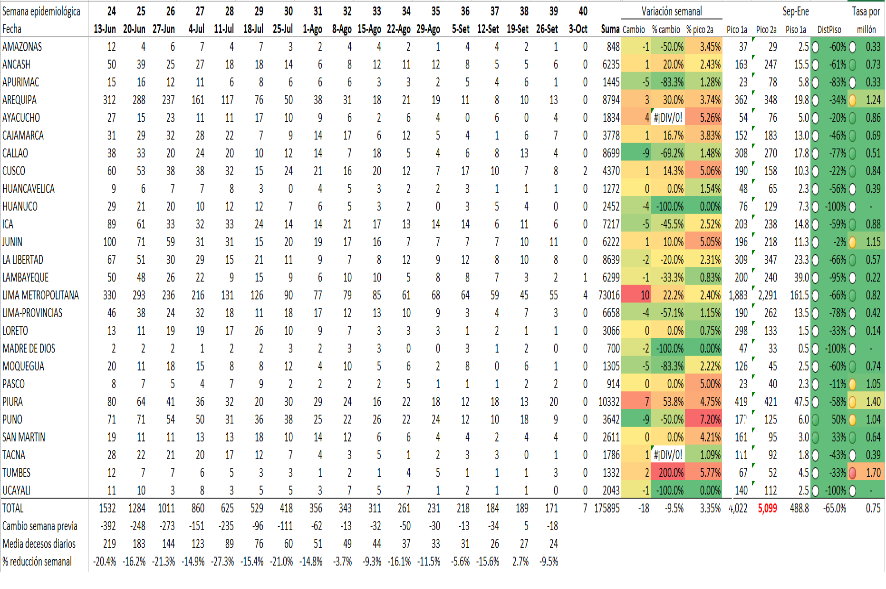 Semana epidemiológica 24 25 26 27 28 29 30 31 32 33 34 35 36 37 38 39 40 Variación semanal Sep-Ene Tasa por
Fecha 13-Jun 20-Jun 27-Jun 4-Jul 11-Jul 18-Jul 25-Jul 1-Ago 8-Ago 15-Ago 22-Ago 29-Ago 5-Set 12-Set 19-Set 26-Set 3-Oct Suma Cambio % cambio % pico 2a Pico 1a Pico 2a Piso 1a DistPiso millón
AMAZONAS 12 4 6 7 4 7 3 2 4 4 2 1 4 4 2 1 0 848 -1 -50.0% 3.45% 37 29 2.5 -60% 0.33
ANCASH 50 39 25 27 18 18 14 6 8 12 11 12 8 5 5 6 0 6235 1 20.0% 2.43% 163 247 15.5 -61% 0.73
APURIMAC 15 16 12 11 6 8 6 6 6 3 3 2 5 4 6 1 0 1445 -5 -83.3% 1.28% 23 78 5.8 -83% 0.33
AREQUIPA 312 288 237 161 117 76 50 38 31 18 21 19 11 8 10 13 0 8794 3 30.0% 3.74% 362 348 19.8 -34% 1.24
AYACUCHO 27 15 23 11 11 17 10 9 6 2 6 4 0 6 0 4 0 1834 4 #¡DIV/0! 5.26% 54 76 5.0 -20% 0.86
CAJAMARCA 31 29 32 28 22 7 9 14 17 6 12 5 4 1 6 7 0 3778 1 16.7% 3.83% 152 183 13.0 -46% 0.69
CALLAO 38 33 20 24 20 10 12 14 7 18 5 4 6 8 13 4 0 8699 -9 -69.2% 1.48% 308 270 17.8 -77% 0.51
CUSCO 60 53 38 38 32 15 24 21 16 20 12 7 17 10 7 8 2 4370 1 14.3% 5.06% 190 158 10.3 -22% 0.84
HUANCAVELICA 9 6 7 7 8 3 0 4 5 3 2 2 3 1 1 1 0 1272 0 0.0% 1.54% 48 65 2.3 -56% 0.39
HUANUCO 29 21 20 10 12 12 7 6 5 3 2 0 3 5 4 0 0 2452 -4 -100.0% 0.00% 76 129 7.3 -100% -
ICA 89 61 33 32 33 24 14 14 21 17 13 14 14 6 11 6 0 7217 -5 -45.5% 2.52% 203 238 14.8 -59% 0.88
JUNIN 100 71 59 31 31 15 20 19 17 16 7 7 7 7 10 11 0 6222 1 10.0% 5.05% 196 218 11.3 -2% 1.15
LA LIBERTAD 67 51 30 29 15 21 11 9 7 8 12 9 12 8 10 8 0 8639 -2 -20.0% 2.31% 309 347 23.3 -66% 0.57
LAMBAYEQUE 50 48 26 22 9 15 9 6 10 10 5 8 8 7 3 2 1 6299 -1 -33.3% 0.83% 200 240 39.0 -95% 0.22
LIMA METROPOLITANA 330 293 236 216 131 126 90 77 79 85 61 68 64 59 45 55 4 73016 10 22.2% 2.40% 1,883 2,291 161.5 -66% 0.82
LIMA-PROVINCIAS 46 38 24 32 18 11 18 17 12 13 10 9 3 4 7 3 0 6658 -4 -57.1% 1.15% 190 262 13.5 -78% 0.42
LORETO 13 11 19 19 17 26 10 9 7 3 3 3 1 2 1 1 0 3066 0 0.0% 0.75% 298 133 1.5 -33% 0.14
MADRE DE DIOS 2 2 2 1 2 2 3 2 3 3 0 0 3 1 2 0 0 700 -2 -100.0% 0.00% 47 33 0.5 -100% -
MOQUEGUA 20 11 18 15 8 8 12 4 10 5 6 2 8 0 6 1 0 1305 -5 -83.3% 2.22% 126 45 2.5 -60% 0.74
PASCO 8 7 5 4 7 9 2 2 2 2 5 1 1 1 2 2 0 914 0 0.0% 5.00% 23 40 2.3 -11% 1.05
PIURA 80 64 41 36 32 20 30 29 24 16 22 18 12 18 13 20 0 10332 7 53.8% 4.75% 419 421 47.5 -58% 1.40
PUNO 71 71 54 50 31 36 38 25 22 26 22 24 12 10 18 9 0 3642 -9 -50.0% 7.20% 17 125 6.0 50% 1.04
SAN MARTIN 19 11 11 13 13 18 10 14 12 6 6 4 4 2 4 4 0 2611 0 0.0% 4.21% 161 95 3.0 33% 0.64
TACNA 28 22 21 20 17 12 7 4 3 5 1 2 3 3 0 1 0 1786 1 #¡DIV/0! 1.09% 111 92 1.8 -43% 0.39
TUMBES 12 7 7 6 5 3 3 1 2 1 4 5 1 1 1 3 0 1332 2 200.0% 5.77% 67 52 4.5 -33% 1.70
UCAYALI 11 10 3 8 3 5 5 3 7 5 7 1 2 1 1 0 0 2043 -1 -100.0% 0.00% 140 112 2.5 -100% -
TOTAL 1532 1284 1011 860 625 529 418 356 343 311 261 231 218 184 189 171 7 175895 -18 -9.5% 3.35% 4,022 5,099 488.8 -65.0% 0.75
Cambio semana previa -392 -248 -273 -151 -235 -96 -111 -62 -13 -32 -50 -30 -13 -34 5 -18
Media decesos diarios 219 183 144 123 89 76 60 51 49 44 37 33 31 26 27 24
% reducción semanal -20.4% -16.2% -21.3% -14.9% -27.3% -15.4% -21.0% -14.8% -3.7% -9.3% -16.1% -11.5% -5.6% -15.6% 2.7% -9.5%